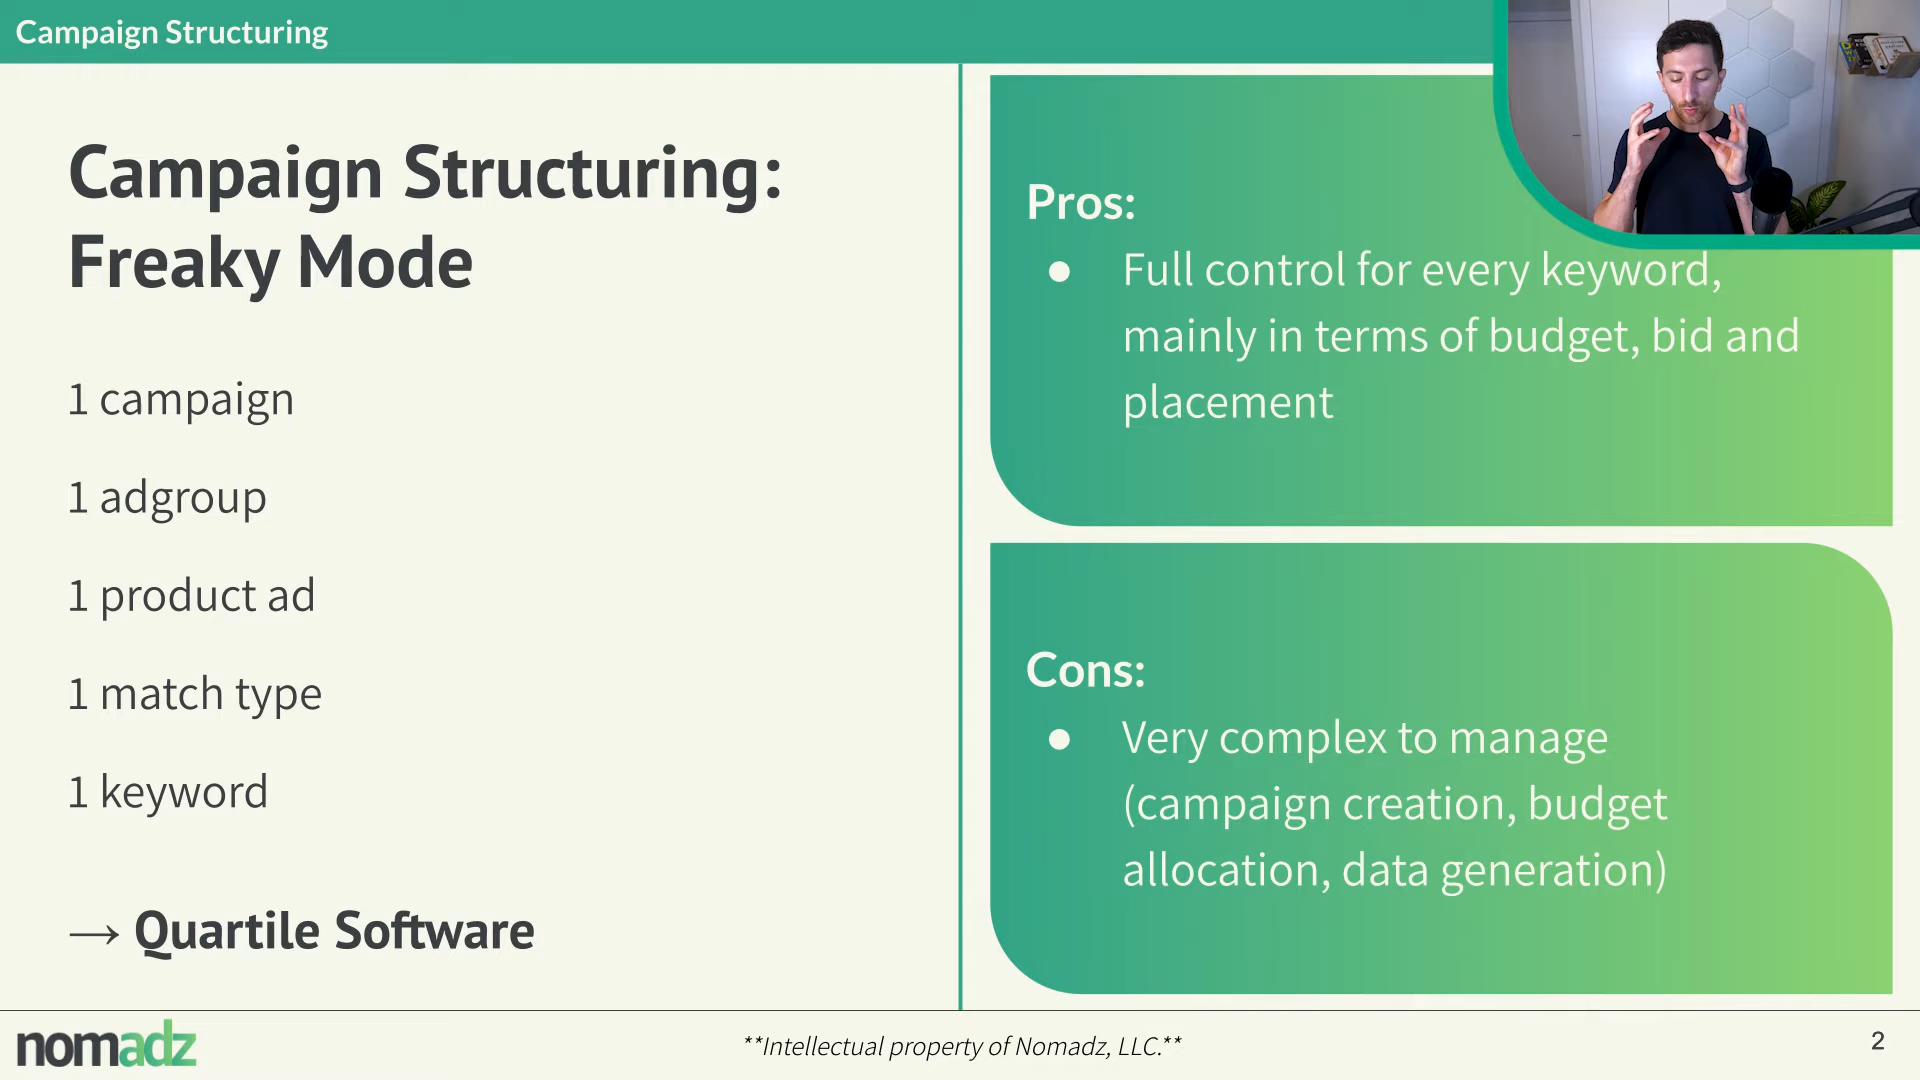 Campaign Structuring
Campaign Structuring:
Freaky Mode
1 campaign
1 adgroup
1 product ad
1 match type
1 keyword
→ Quartile Software
Pros:
● Full control for every keyword,
mainly in terms of budget, bid and
placement
Cons:
● Very complex to manage
(campaign creation, budget
allocation, data generation)
nomadz
**Intellectual property of Nomadz, LLC.**
2